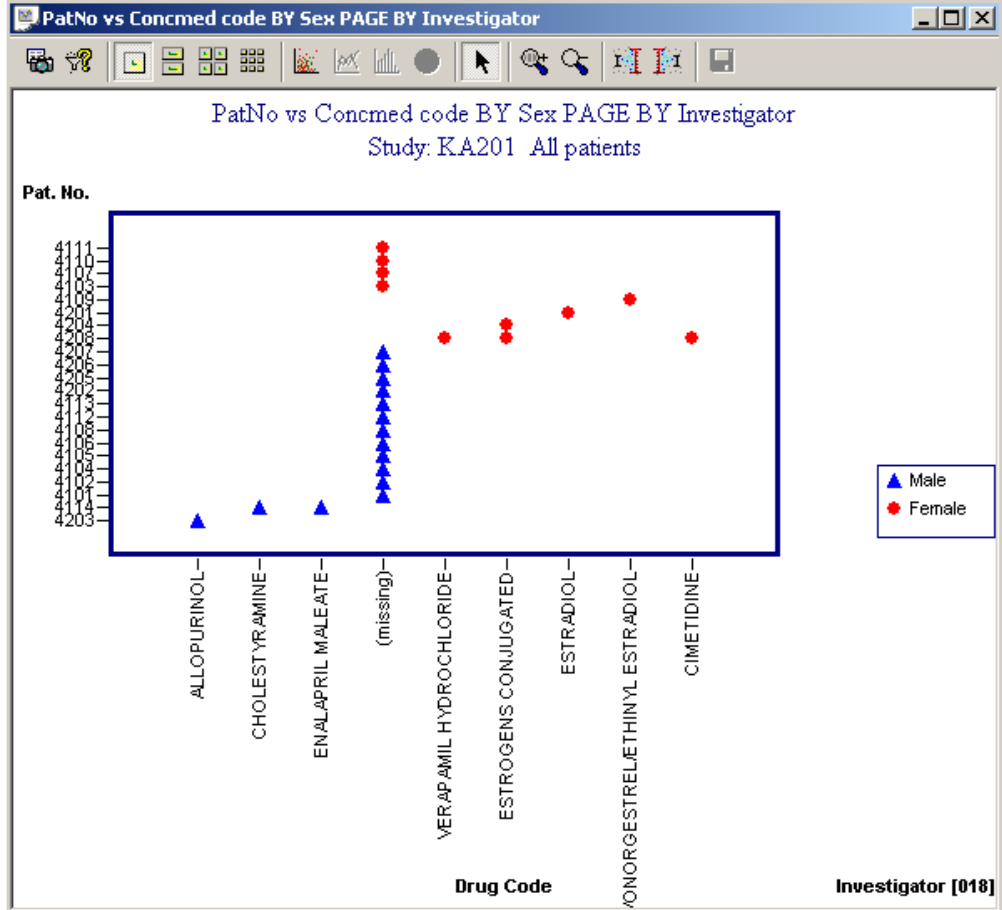 PatNo vs Concmed code BY Sex PAGE BY Investigator
PatNo vs Concmed code BY Sex PAGE BY Investigator
Study: KA201 All patients
Pat. No.
4111
4110
4107
4103
4109
4201
4204
4208
4207
4206
4205
4202
4113
4112
4108
4106
4105
4104
4102
4101
4114
4203
Male
Female
ALLOPURINOL
CHOLESTYRAMINE
ENALAPRIL MALEATE
(missing)
VERAPAMIL HYDROCHLORIDE
ESTROGENS CONJUGATED
ESTRADIOL
VONORGESTREL/ETHINYL ESTRADIOL
CIMETIDINE
Drug Code
Investigator [018]